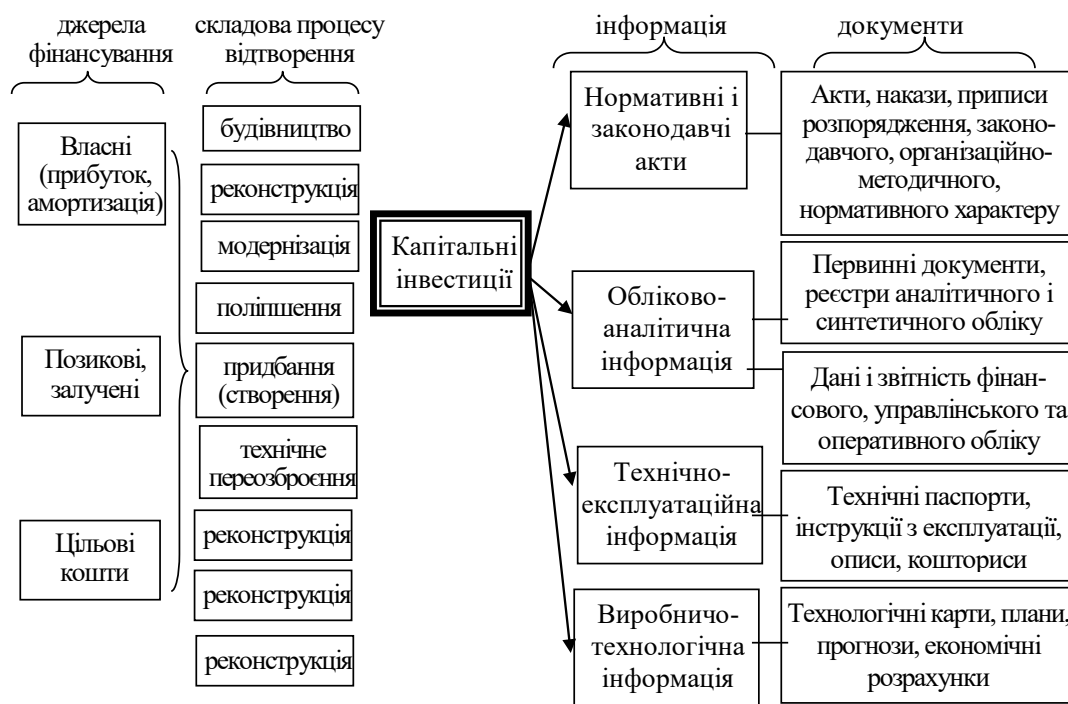 джерела
фінансування
складова процесу
відтворення
інформація
документи
Власні
(прибуток,
амортизація)
Позикові,
залучені
Цільові
кошти
будівництво
реконструкція
модернізація
поліпшення
придбання
(створення)
технічне
переозброєння
реконструкція
реконструкція
реконструкція
Капітальні
інвестиції
Нормативні і
законодавчі
акти
Обліково-
аналітична
інформація
Технічно-
експлуатаційна
інформація
Виробничо-
технологічна
інформація
Акти, накази, приписи
розпорядження, законо-
давчого, організаційно-
методичного,
нормативного характеру
Первинні документи,
реєстри аналітичного і
синтетичного обліку
Дані і звітність фінан-
сового, управлінського та
оперативного обліку
Технічні паспорти,
інструкції з експлуатації,
описи, кошториси
Технологічні карти, плани,
прогнози, економічні
розрахунки